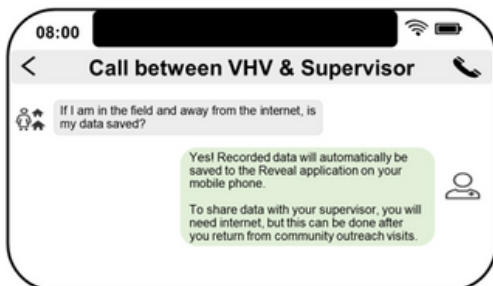 08:00
Call between VHV & Supervisor
If I am in the field and away from the internet, is
my data saved?
Yes! Recorded data will automatically be
saved to the Reveal application on your
mobile phone.
To share data with your supervisor, you will
need internet, but this can be done after
you return from community outreach visits.